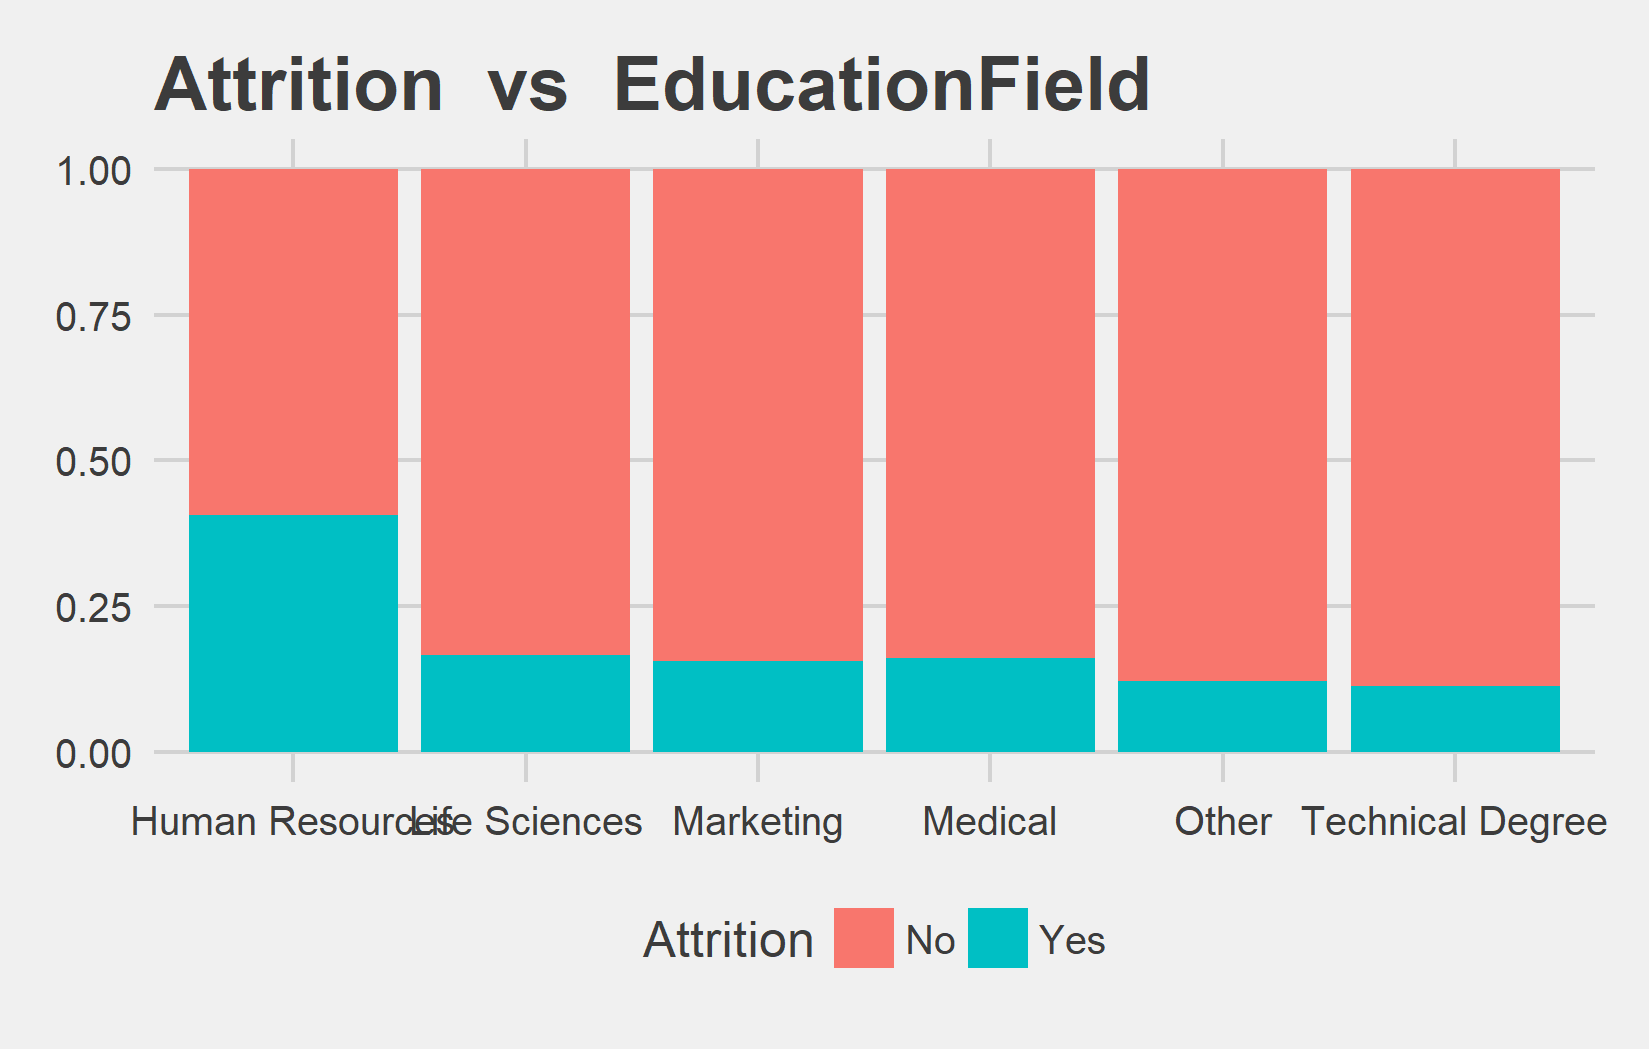 Attrition vs EducationField
1.00
0.75
0.50
0.25
0.00
Human Resources Life Sciences Marketing Medical Other Technical Degree
Attrition No Yes